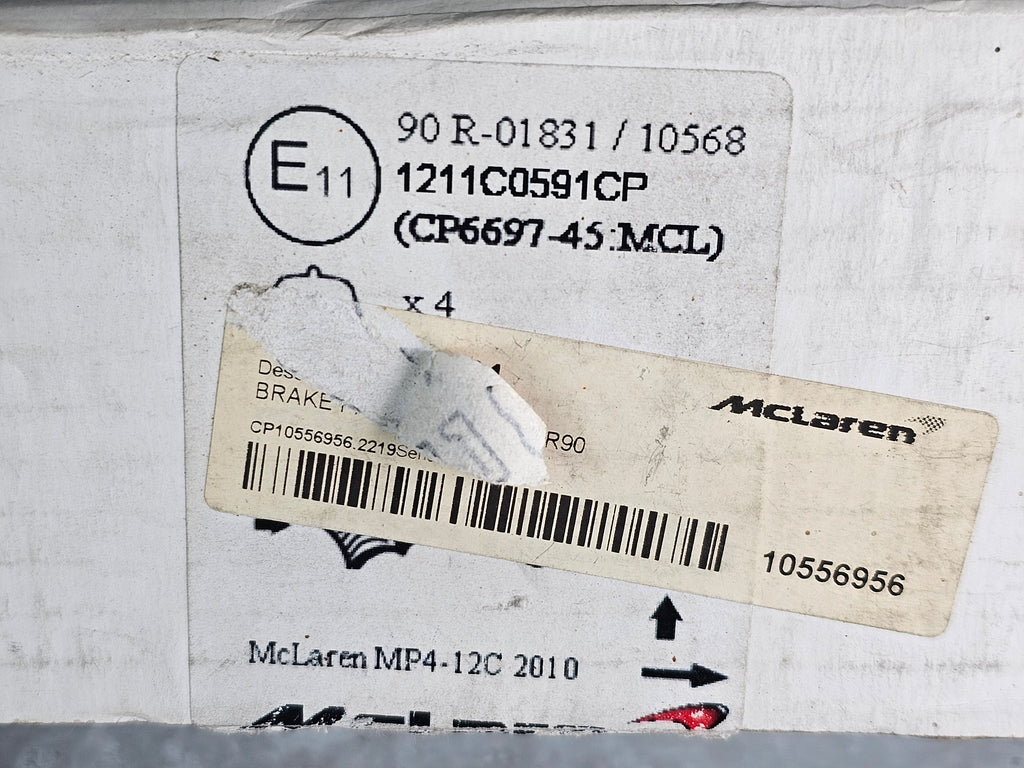 E11
90 R-01831 / 10568
1211C0591CP
(CP6697-45:MCL)
x 4
BRAKE
R90
McLaren
CP10556956.2219
10556956
McLaren MP4-12C 2010
McLaren